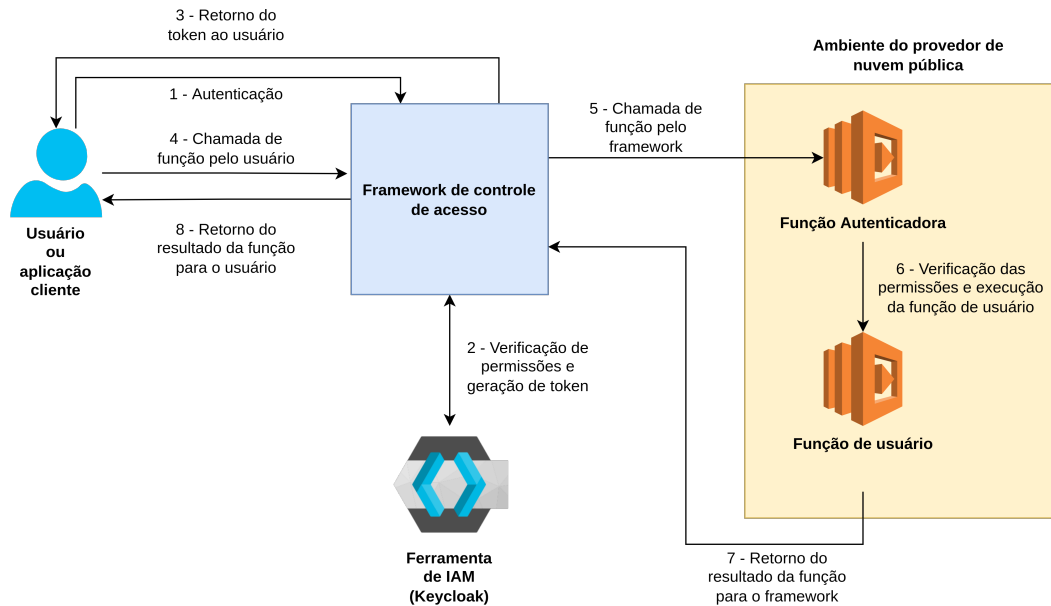 3 - Retorno do
token ao usuário
1 - Autenticação
4 - Chamada de
função pelo usuário
8 - Retorno do
resultado da função
para o usuário
Usuário
ou
aplicação
cliente
Framework de controle
de acesso
2 - Verificação de
permissões e
geração de token
Ferramenta
de IAM
(Keycloak)
5 - Chamada de
função pelo
framework
Ambiente do provedor de
nuvem pública
Função Autenticadora
6 - Verificação das
permissões e execução
da função de usuário
Função de usuário
7 - Retorno do
resultado da função
para o framework